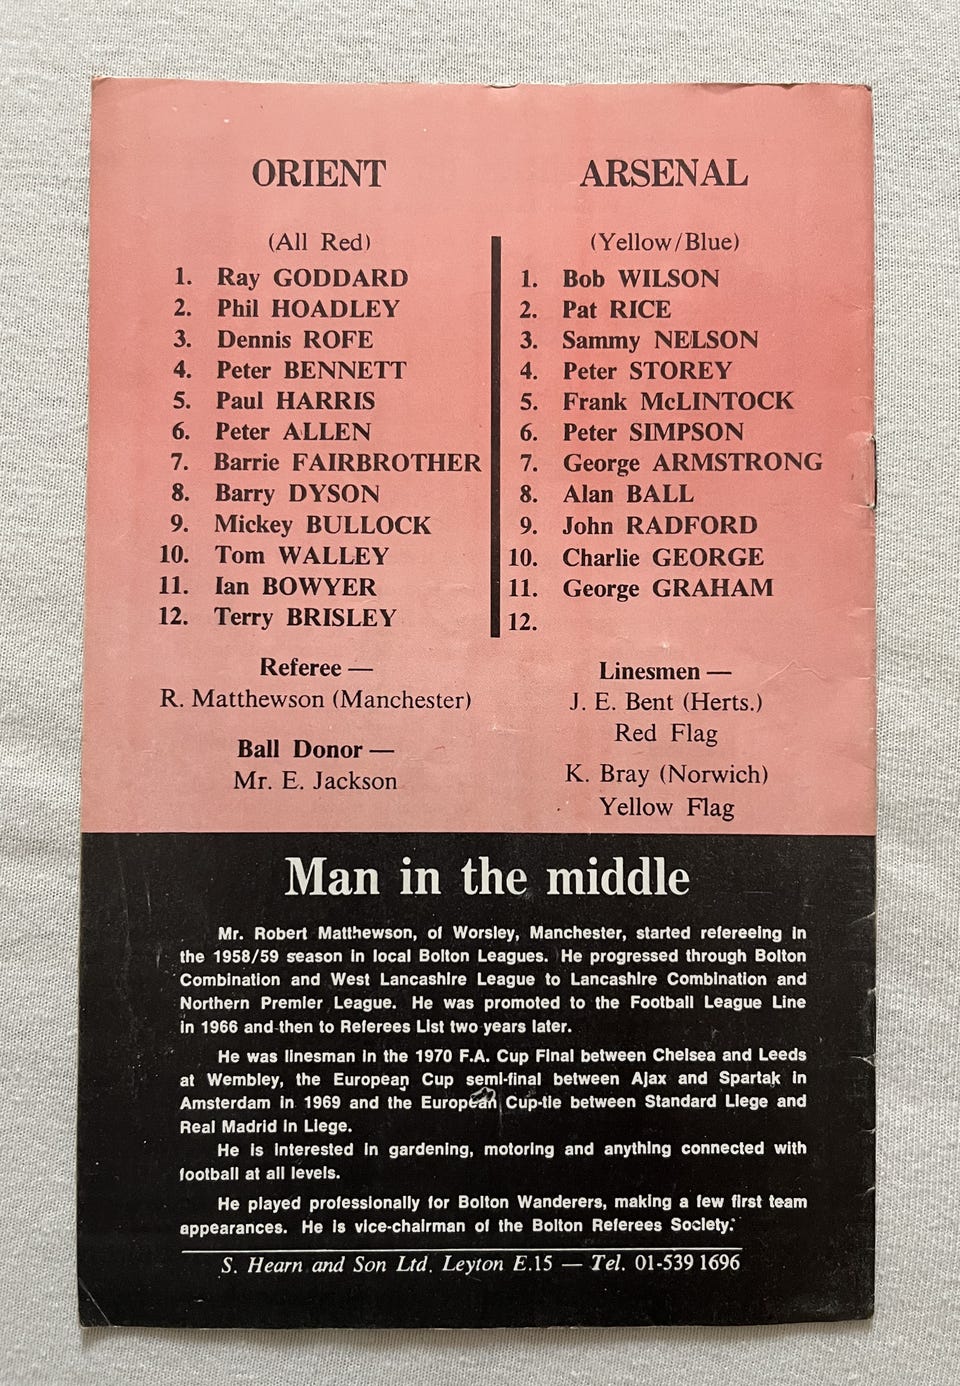 ORIENT
(All Red)
1. Ray GODDARD
2. Phil HOADLEY
3. Dennis ROFE
4. Peter BENNETT
5. Paul HARRIS
6. Peter ALLEN
7. Barrie FAIRBROTHER
8. Barry DYSON
9. Mickey BULLOCK
10. Tom WALLEY
11. Ian BOWYER
12. Terry BRISLEY
Referee —
R. Matthewson (Manchester)
Ball Donor —
Mr. E. Jackson
ARSENAL
(Yellow/Blue)
1. Bob WILSON
2. Pat RICE
3. Sammy NELSON
4. Peter STOREY
5. Frank McLINTOCK
6. Peter SIMPSON
7. George ARMSTRONG
8. Alan BALL
9. John RADFORD
10. Charlie GEORGE
11. George GRAHAM
12.
Linesmen —
J. E. Bent (Herts.)
Red Flag
K. Bray (Norwich)
Yellow Flag
Man in the middle
Mr. Robert Matthewson, of Worsley, Manchester, started refereeing in
the 1958/59 season in local Bolton Leagues. He progressed through Bolton
Combination and West Lancashire League to Lancashire Combination and
Northern Premier League. He was promoted to the Football League Line
in 1966 and then to Referees List two years later.
He was linesman in the 1970 F.A. Cup Final between Chelsea and Leeds
at Wembley, the European Cup semi-final between Ajax and Spartak in
Amsterdam in 1969 and the European Cup-tie between Standard Liege and
Real Madrid in Liege.
He is interested in gardening, motoring and anything connected with
football at all levels.
He played professionally for Bolton Wanderers, making a few first team
appearances. He is vice-chairman of the Bolton Referees Society.
S. Hearn and Son Ltd. Leyton E.15 — Tel. 01-539 1696